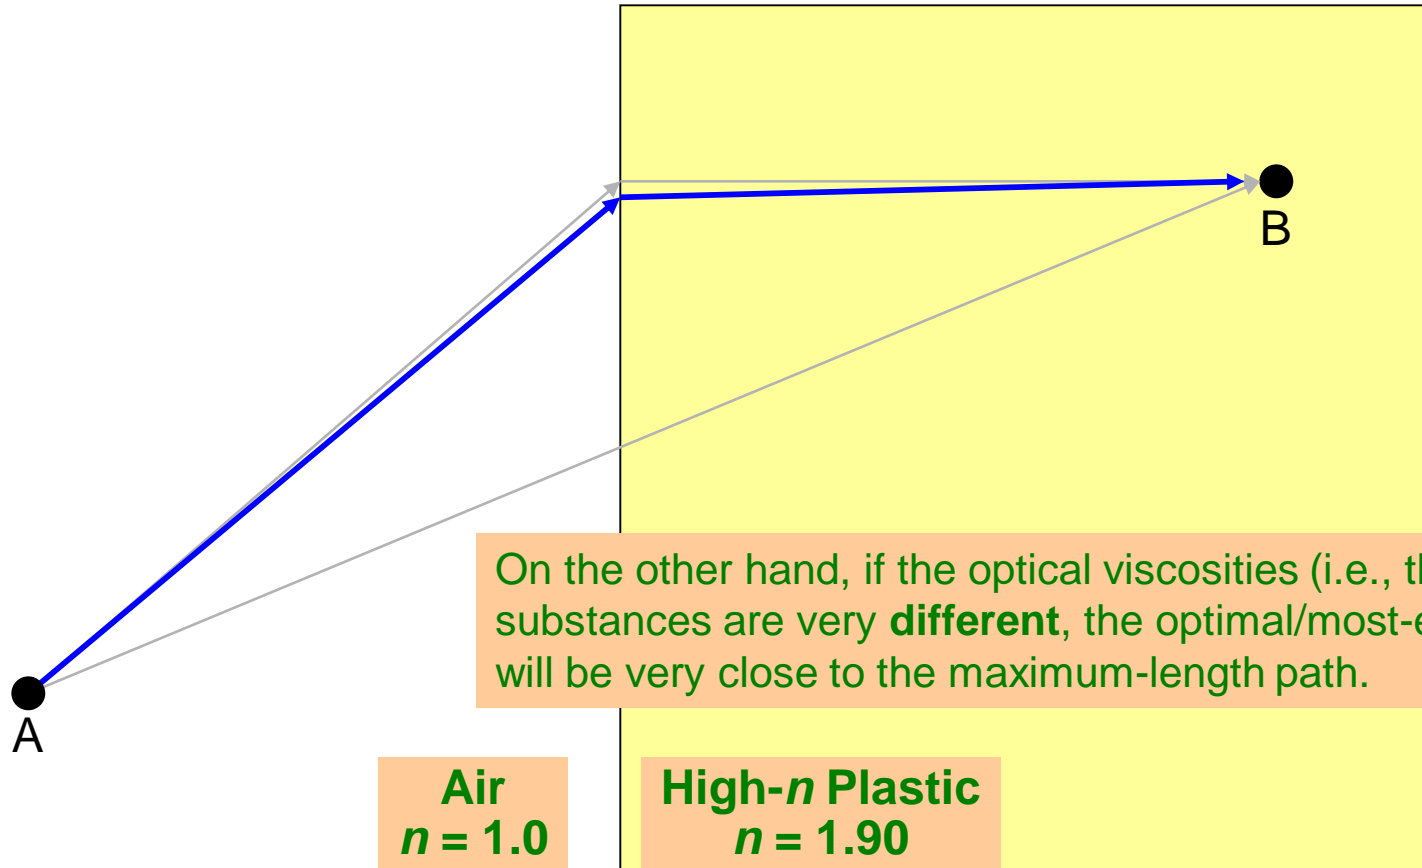 B
On the other hand, if the optical viscosities (i.e.,
substances are very different, the optimal/most-
will be very close to the maximum-length path.
A
Air
n = 1.0
High-n Plastic
n = 1.90